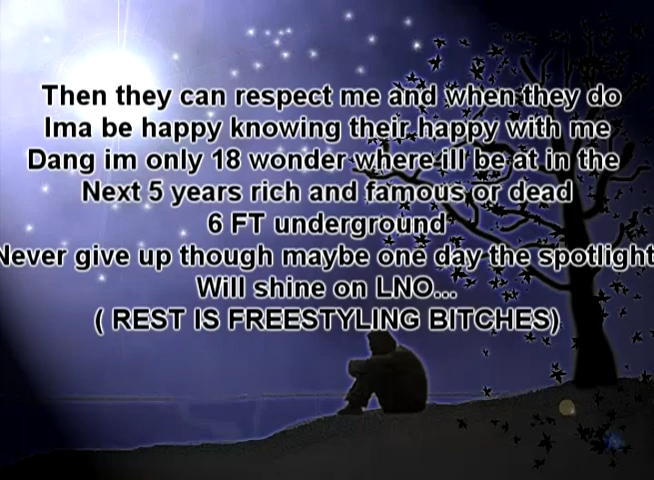 Then they can respect me and when they do
Ima be happy knowing their happy with me
Dang im only 18 wonder where ill be at in the
Next 5 years rich and famous or dead
6 FT underground
Never give up though maybe one day the spotlight
Will shine on LNO...
( REST IS FREESTYLING BITCHES)